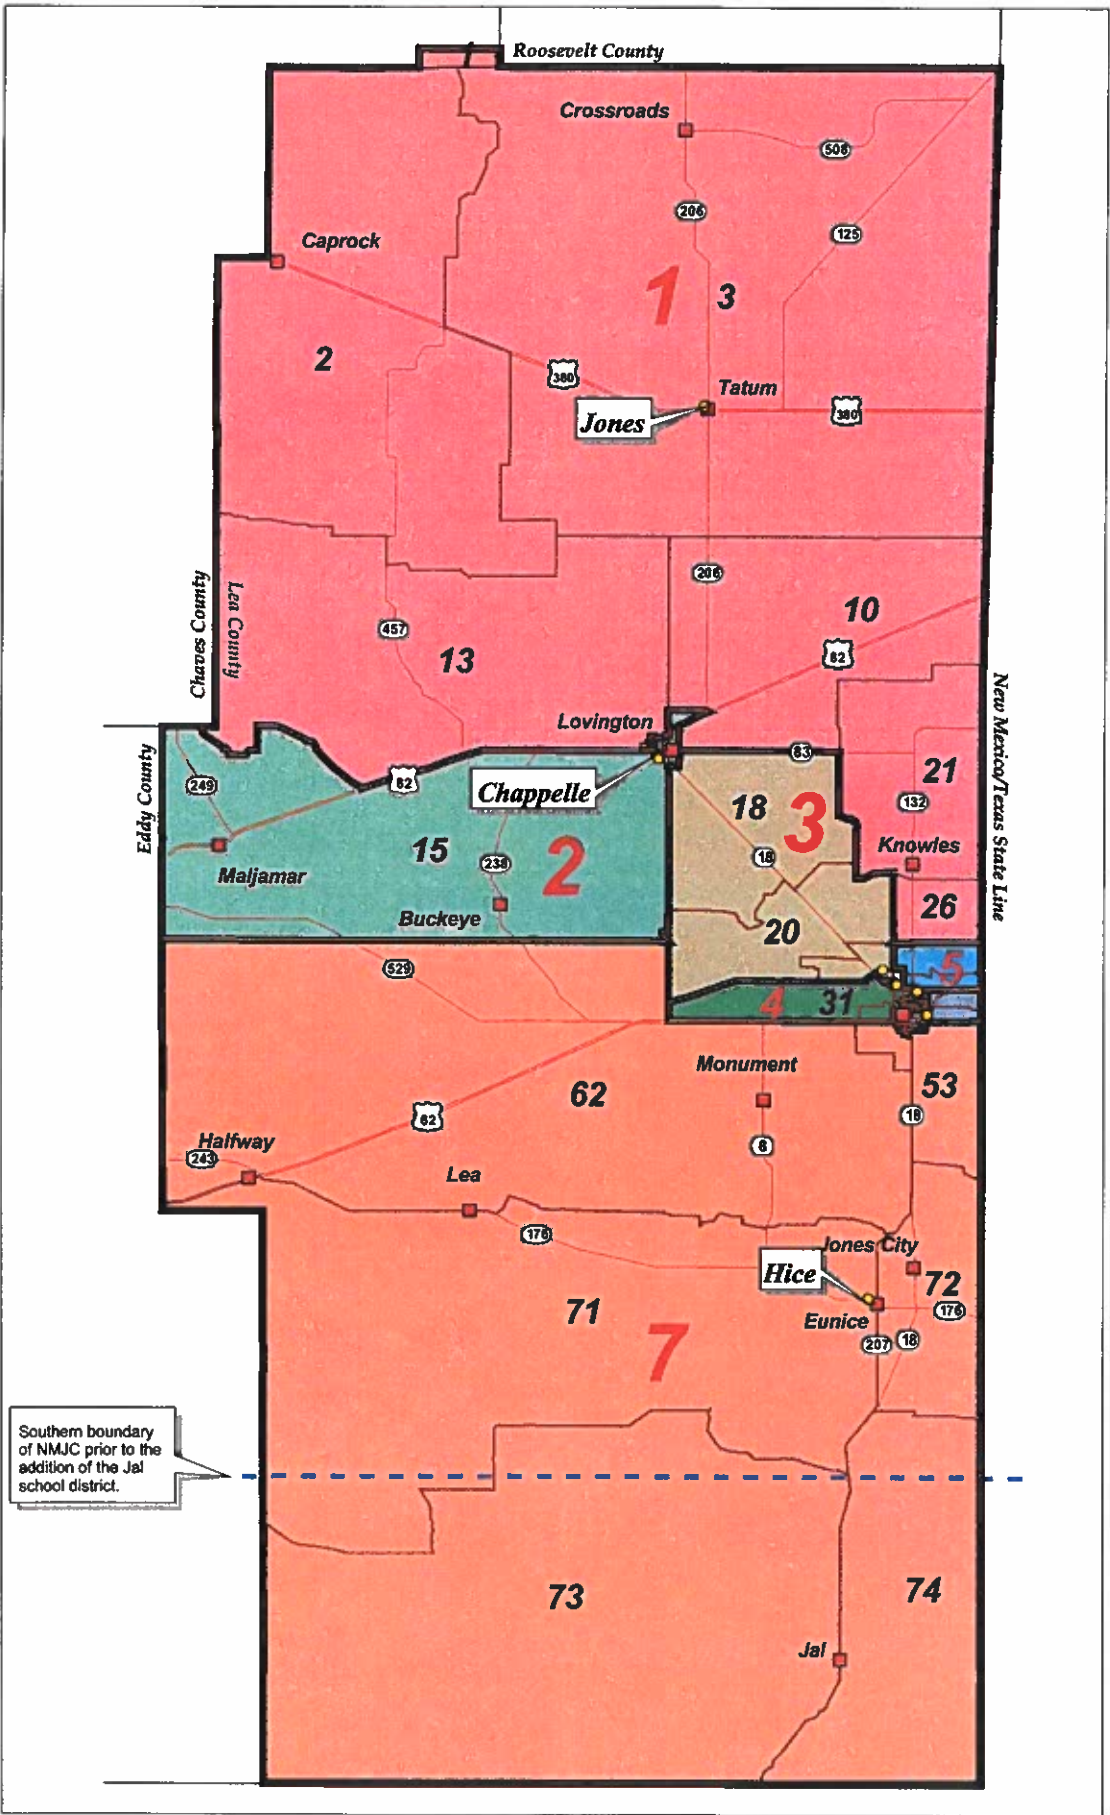 Roosevelt County
Crossroads
508
206
125
Caprock
1
3
2
380
Tatum
380
Jones
206
10
Chaves County
Lea County
457
13
82
New Mexico/Texas State Line
Lovington
83
21
Eddy County
249
82
Chappelle
18
3
132
Knowles
15
238
2
18
Maljamar
Buckeye
20
26
529
5
4
31
Monument
62
53
62
18
Halfway
243
8
Lea
176
Jones City
Hice
72
71
176
Eunice
207
18
7
Southern boundary
of NMJC prior to the
addition of the Jal
school district.
73
74
Jal